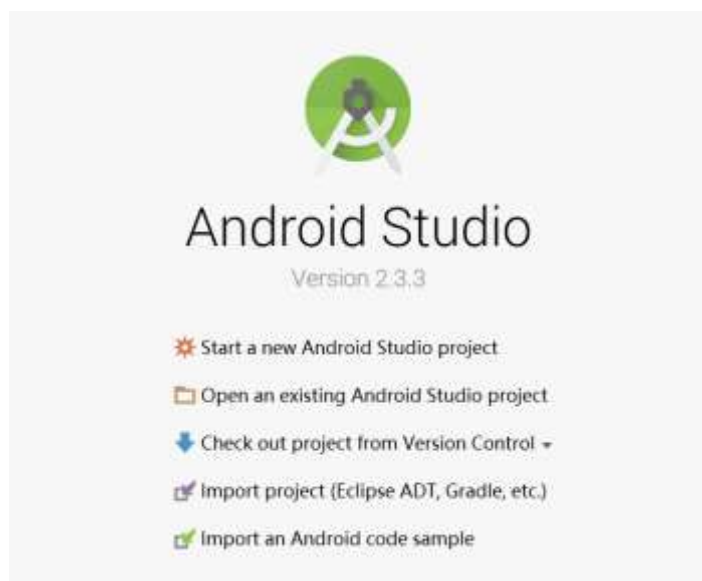 Android Studio
Version 2.3.3
Start a new Android Studio project
Open an existing Android Studio project
Check out project from Version Control
Import project (Eclipse ADT, Gradle, etc.)
Import an Android code sample